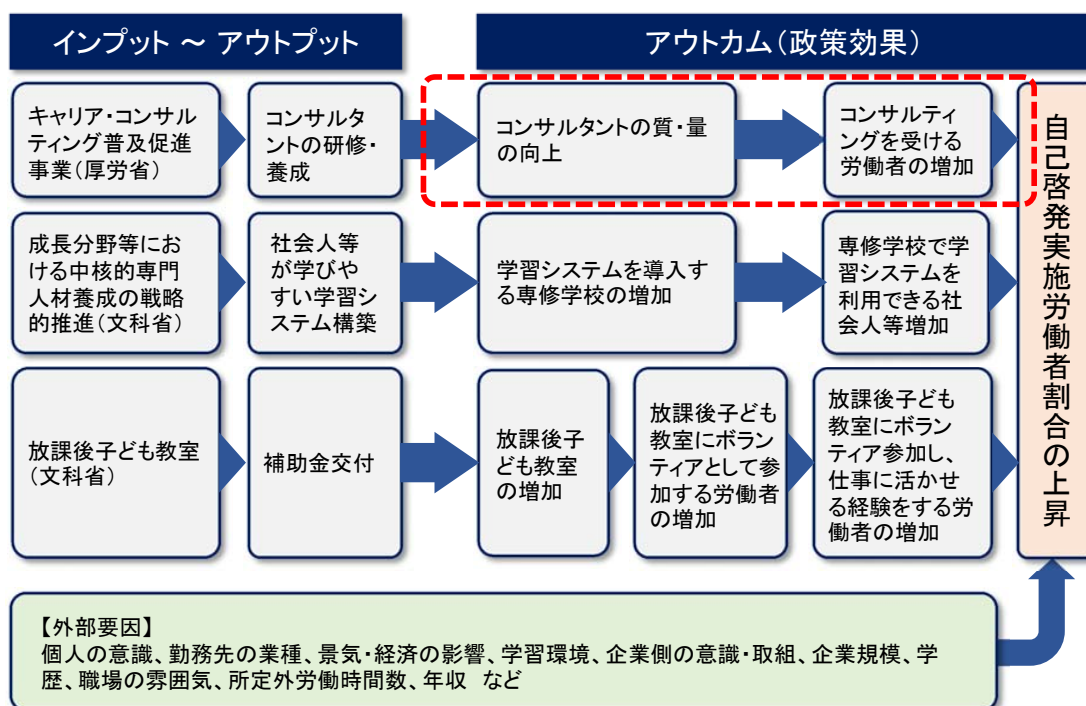 インプット ～ アウトプット
アウトカム（政策効果）
キャリア・コンサル
ティング普及促進
事業（厚労省）
コンサルタ
ントの研修・
養成
コンサルタントの質・量
の向上
コンサルティ
ングを受ける
労働者の増加
成長分野等にお
ける中核的専門
人材養成の戦略
的推進（文科省）
社会人等
が学びや
すい学習シ
ステム構築
学習システムを導入す
る専修学校の増加
専修学校で学
習システムを
利用できる社
会人等増加
放課後子ども教室
（文科省）
補助金交付
放課後子
ども教室
の増加
放課後子ども
教室にボラン
ティアとして参
加する労働者
の増加
放課後子ども
教室にボラン
ティア参加し、
仕事に活かせ
る経験をする労
働者の増加
自己啓発実施労働者割合の上昇
【外部要因】
個人の意識、勤務先の業種、景気・経済の影響、学習環境、企業側の意識・取組、企業規模、学
歴、職場の雰囲気、所定外労働時間数、年収 など